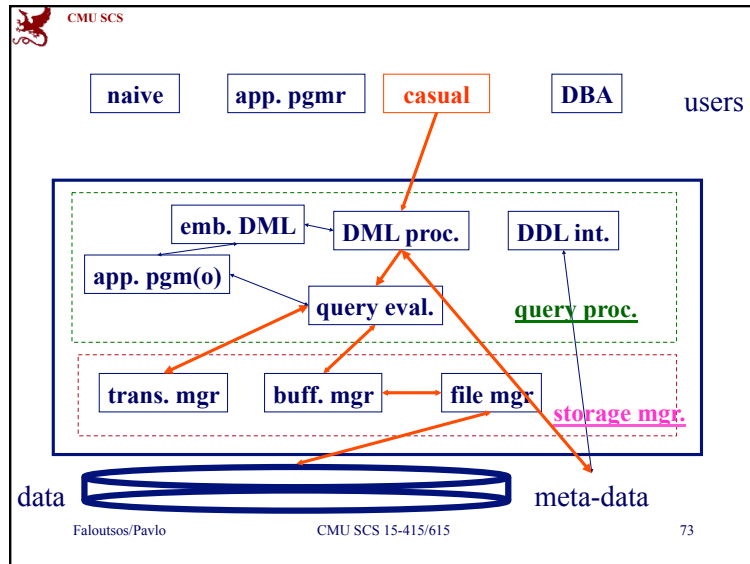 CMU SCS
naive
app. pgmr
casual
DBA
users
emb. DML
DML proc.
DDL int.
app. pgm(o)
query eval.
query proc.
trans. mgr
buff. mgr
file mgr
storage mgr.
data
meta-data
Faloutsos/Pavlo
CMU SCS 15-415/615
73